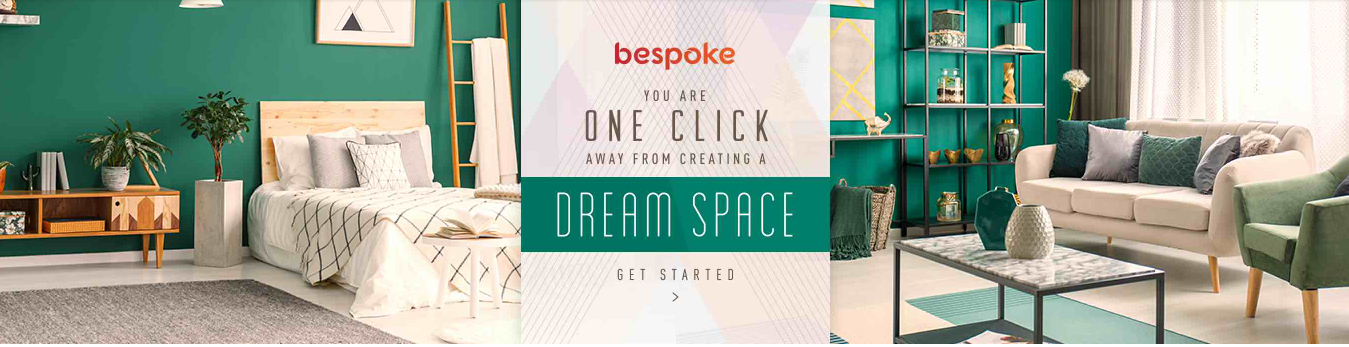 bespoke
YOU ARE
ONE CLICK
AWAY FROM CREATING A
DREAM SPACE
GET STARTED
>